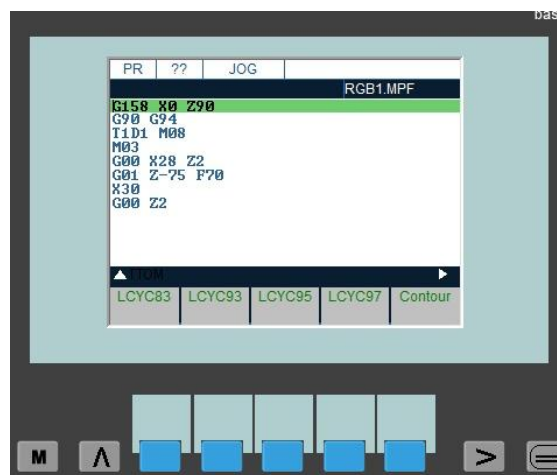 bas
PR ?? JOG
RGB1.MPF
G158 X0 Z90
G90 G94
T1D1 M08
M03
G00 X28 Z2
G01 Z-75 F70
X30
G00 Z2
LCYC83 LCYC93 LCYC95 LCYC97 Contour
M